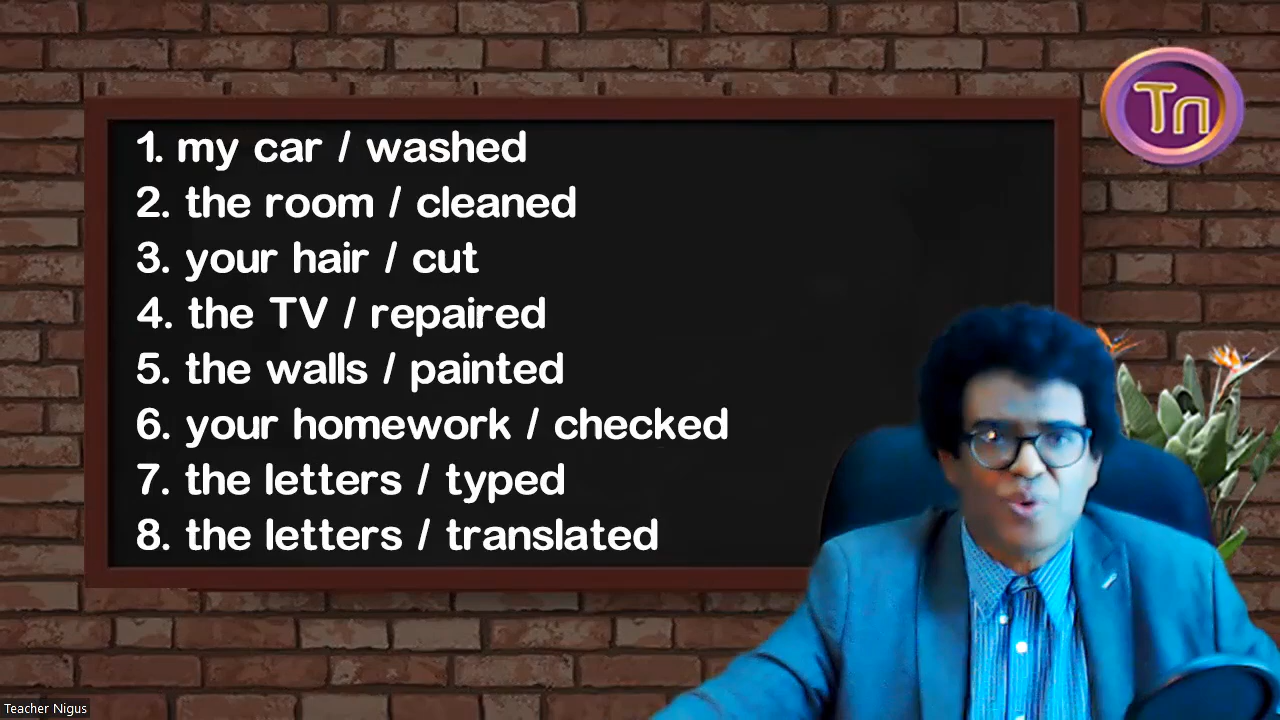 Tn
1. my car / washed
2. the room / cleaned
3. your hair / cut
4. the TV / repaired
5. the walls / painted
6. your homework / checked
7. the letters / typed
8. the letters / translated
Teacher Nigus